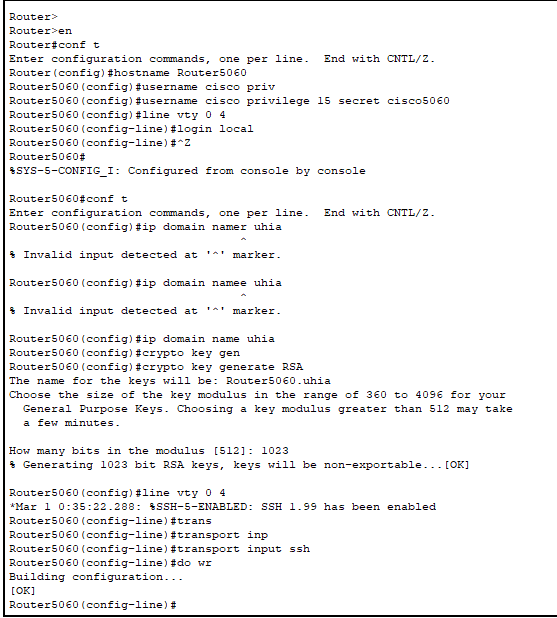 Router>
Router>en
Router#conf t
Enter configuration commands, one per line.  End with CNTL/Z.
Router(config)#hostname Router5060
Router5060(config)#username cisco priv
Router5060(config)#username cisco privilege 15 secret cisco5060
Router5060(config)#line vty 0 4
Router5060(config-line)#login local
Router5060(config-line)#^Z
Router5060#
%SYS-5-CONFIG_I: Configured from console by console
Router5060#conf t
Enter configuration commands, one per line.  End with CNTL/Z.
Router5060(config)#ip domain namer uhia
^
% Invalid input detected at '^' marker.
Router5060(config)#ip domain namee uhia
^
% Invalid input detected at '^' marker.
Router5060(config)#ip domain name uhia
Router5060(config)#crypto key gen
Router5060(config)#crypto key generate RSA
The name for the keys will be: Router5060.uhia
Choose the size of the key modulus in the range of 360 to 4096 for your
General Purpose Keys. Choosing a key modulus greater than 512 may take
a few minutes.
How many bits in the modulus [512]: 1023
% Generating 1023 bit RSA keys, keys will be non-exportable...[OK]
Router5060(config)#line vty 0 4
*Mar 1 0:35:22.288: %SSH-5-ENABLED: SSH 1.99 has been enabled
Router5060(config-line)#trans
Router5060(config-line)#transport inp
Router5060(config-line)#transport input ssh
Router5060(config-line)#do wr
Building configuration...
[OK]
Router5060(config-line)#